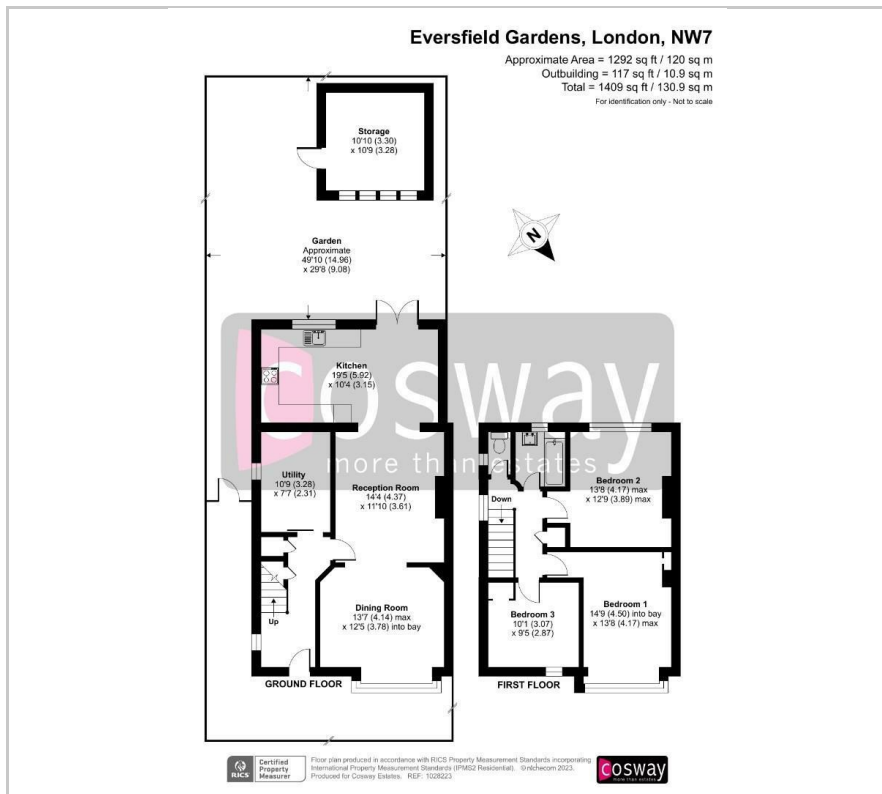 Eversfield Gardens, London, NW7
Approximate Area = 1292 sq ft / 120 sq m
Outbuilding = 117 sq ft / 10.9 sq m
Total = 1409 sq ft / 130.9 sq m
For identification only - Not to scale
Storage
10'10 (3.30)
x 10'9 (3.28)
Garden
Approximate
49'10 (14.96)
x 29'8 (9.08)
N
Kitchen
19'5 (5.92)
x 10'4 (3.15)
cosway
more than estates
Utility
10'9 (3.28)
x 7'7 (2.31)
Reception Room
14'4 (4.37)
x 11'10 (3.61)
Down
Bedroom 2
13'8 (4.17) max
x 12'9 (3.89) max
Up
Dining Room
13'7 (4.14) max
x 12'5 (3.78) into bay
Bedroom 3
10'1 (3.07)
x 9'5 (2.87)
Bedroom 1
14'9 (4.50) into bay
x 13'8 (4.17) max
GROUND FLOOR
FIRST FLOOR
RICS
Certified
Property
Measurer
Floor plan produced in accordance with RICS Property Measurement Standards incorporating
International Property Measurement Standards (IPMS2 Residential). ©nichecom 2023.
Produced for Cosway Estates. REF: 1028223
cosway
more than estates